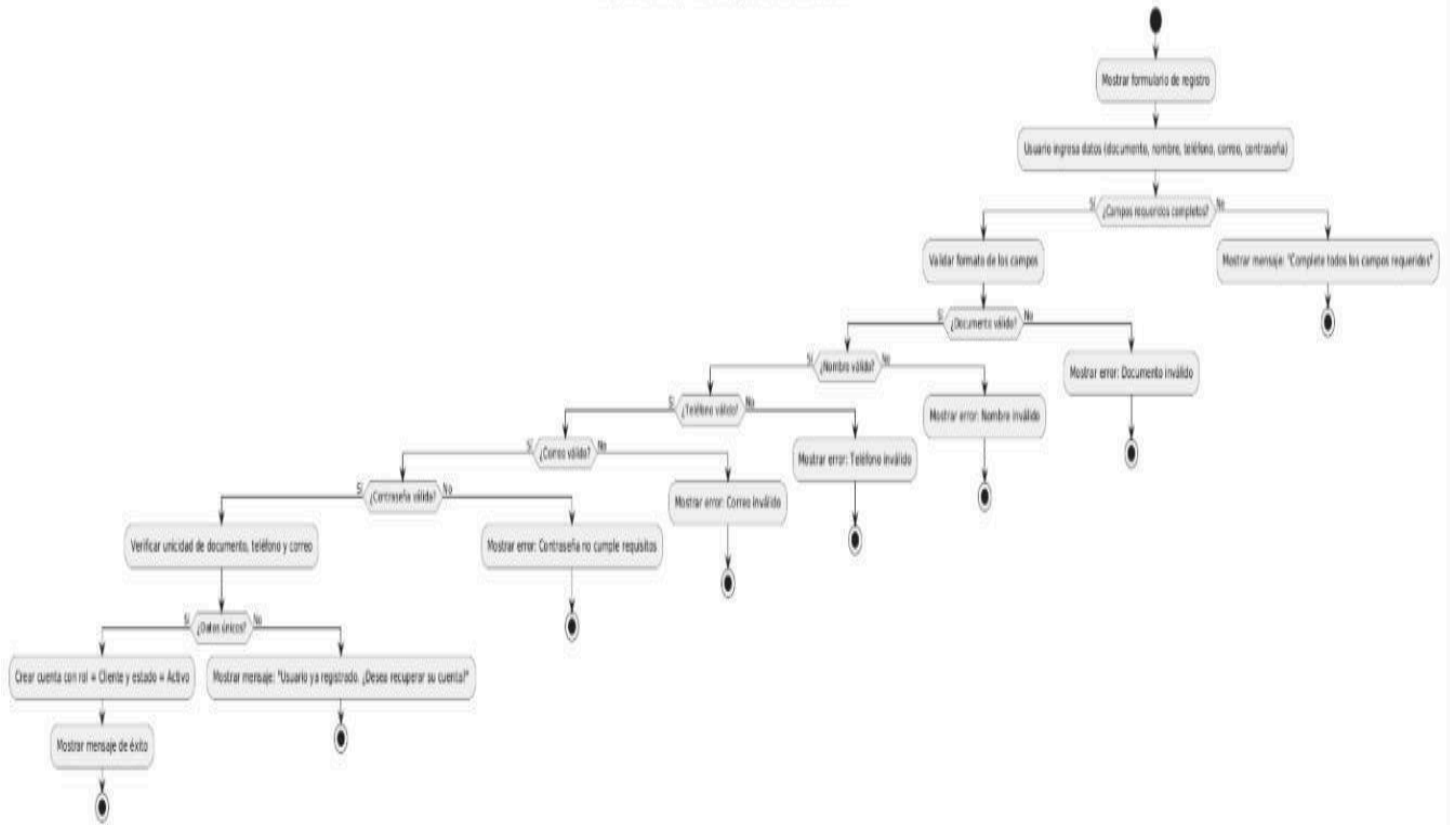 Mostrar formulario de registro
Usuario ingresa datos (documento, nombre, teléfono, correo, contraseña)
Sí ¿Campos requeridos completos? No
Validar formato de los campos
Mostrar mensaje: "Complete todos los campos requeridos"
Sí ¿Documento válido? No
Sí ¿Nombre válido? No
Mostrar error: Documento inválido
Sí ¿Teléfono válido? No
Mostrar error: Nombre inválido
Sí ¿Correo válido? No
Mostrar error: Teléfono inválido
Sí ¿Contraseña válida? No
Mostrar error: Correo inválido
Verificar unicidad de documento, teléfono y correo
Mostrar error: Contraseña no cumple requisitos
Sí ¿Datos únicos? No
Crear cuenta con rol = Cliente y estado = Activo
Mostrar mensaje: "Usuario ya registrado. ¿Desea recuperar su cuenta?"
Mostrar mensaje de éxito